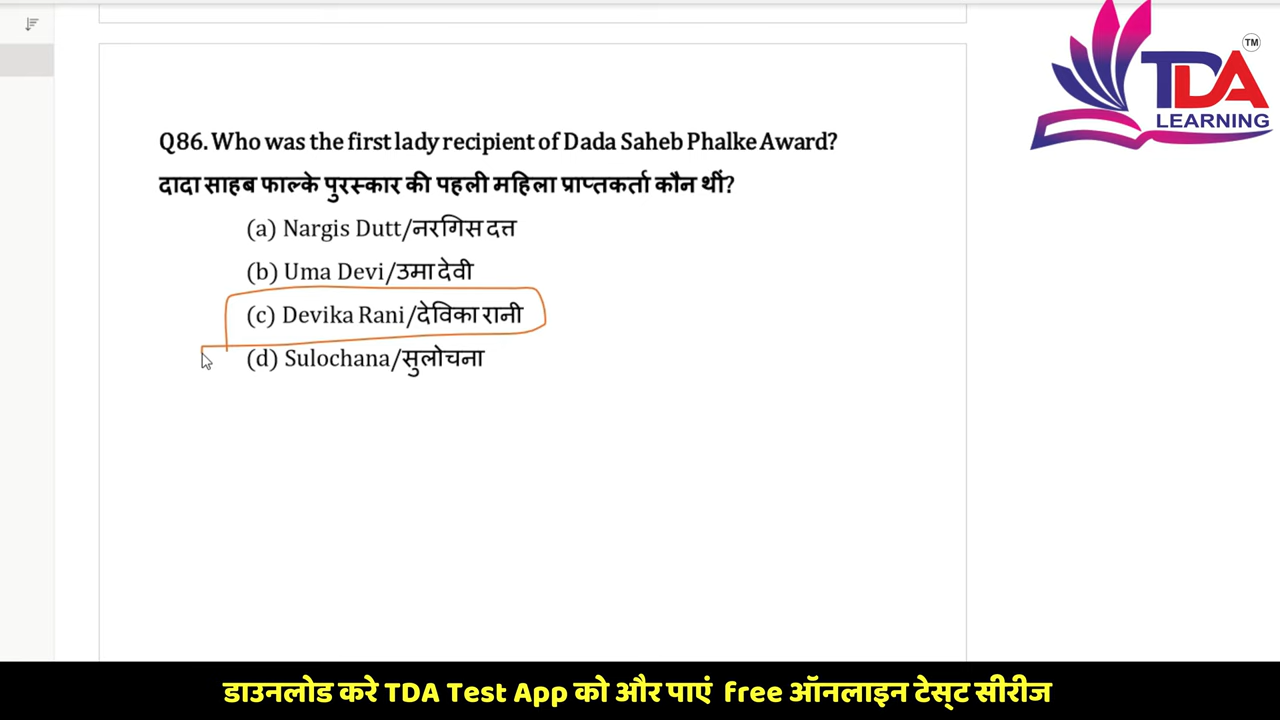 TDA
TM
LEARNING
Q86. Who was the first lady recipient of Dada Saheb Phalke Award?
दादा साहब फाल्के पुरस्कार की पहली महिला प्राप्तकर्ता कौन थीं?
(a) Nargis Dutt/नरगिस दत्त
(b) Uma Devi/उमा देवी
(c) Devika Rani/देविका रानी
(d) Sulochana/सुलोचना
डाउनलोड करे TDA Test App को और पाएं free ऑनलाइन टेस्ट सीरीज